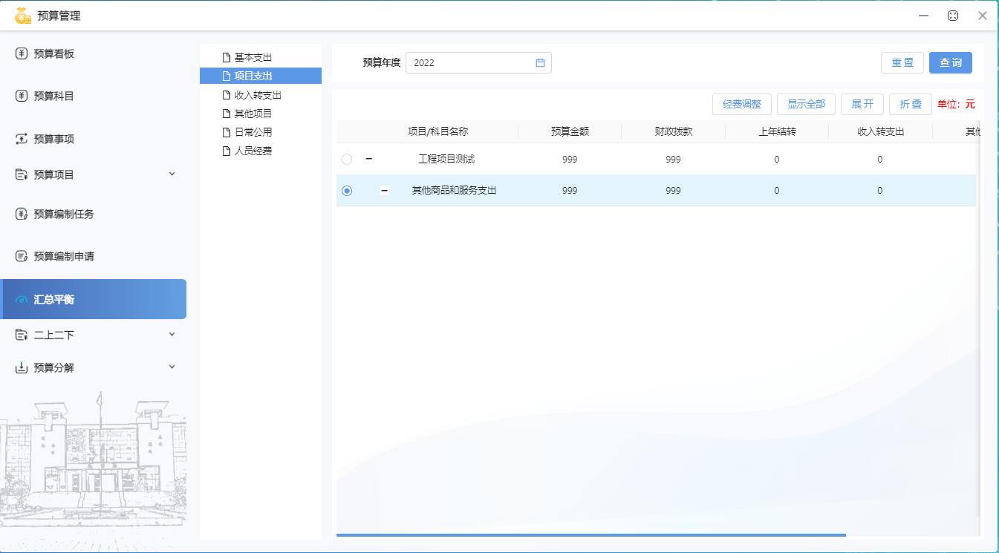 预算管理
预算看板
预算科目
预算事项
预算项目
预算编制任务
预算编制申请
汇总平衡
二上二下
预算分解
基本支出
项目支出
收入转支出
其他项目
日常公用
人员经费
预算年度 2022 重置 查询
经费调整 显示全部 展开 折叠 单位：元
项目/科目名称 预算金额 财政拨款 上年结转 收入转支出 其他
工程项目测试 999 999 0 0
其他商品和服务支出 999 999 0 0